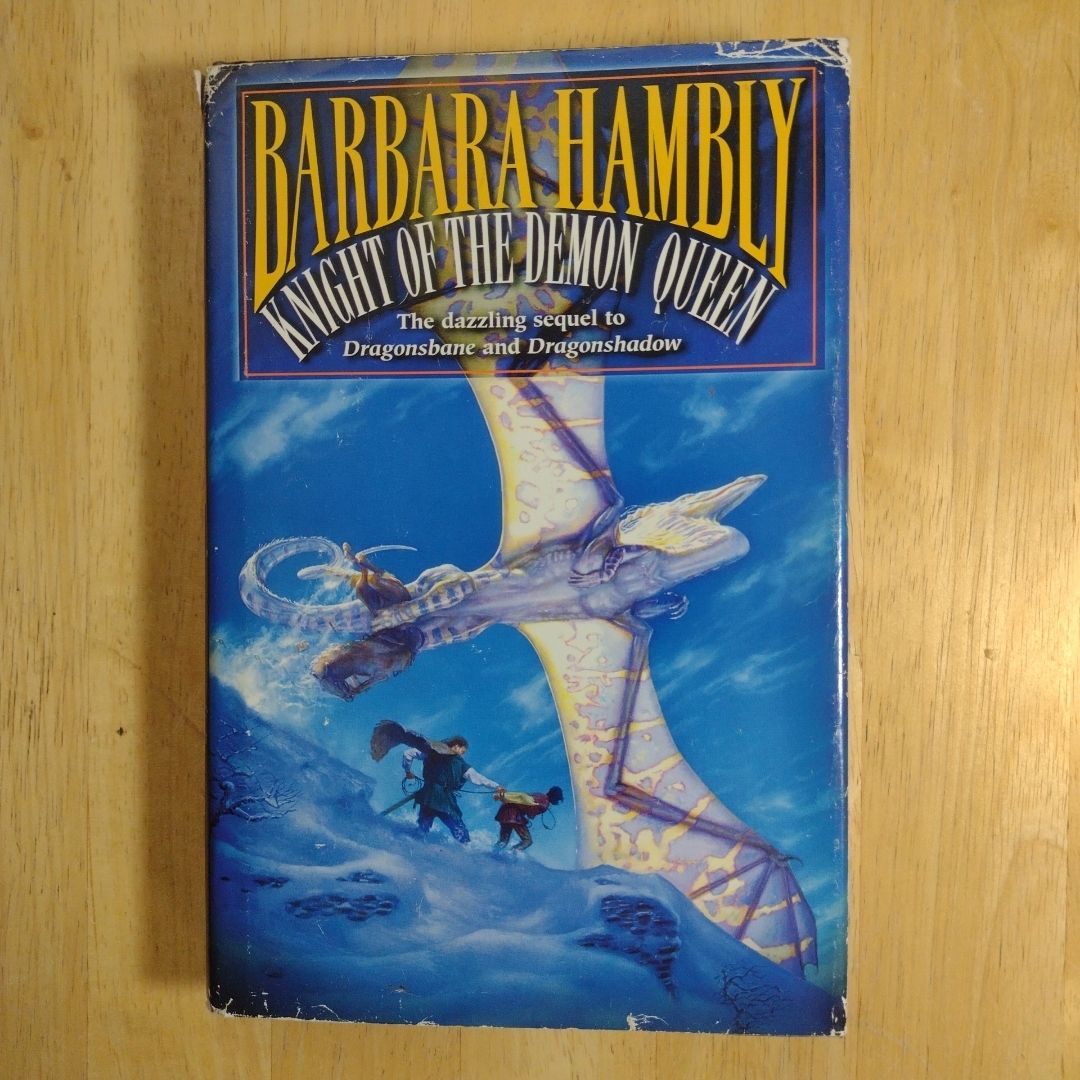 BARBARA HAMBLY
KNIGHT OF THE DEMON QUEEN
The dazzling sequel to
Dragonsbane and Dragonshadow